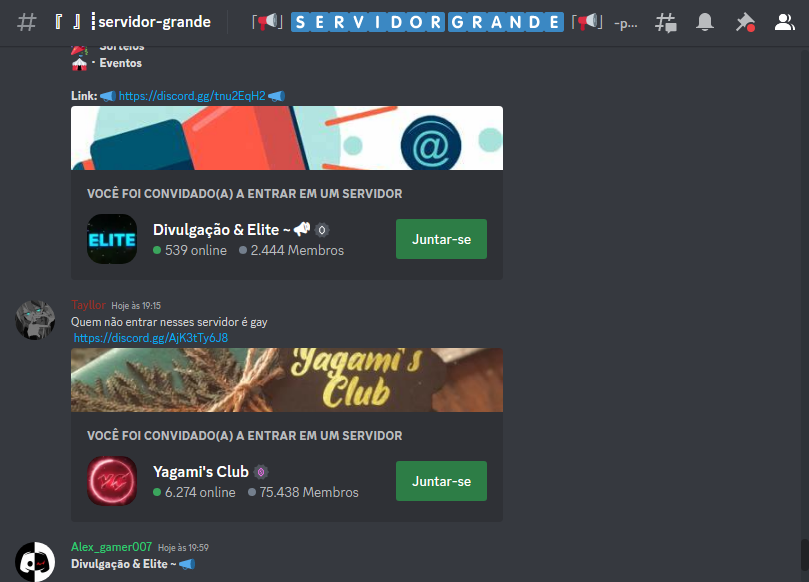 『 』┋servidor-grande
「📢」 🇸 🇪 🇷 🇻 🇮 🇩 🇴 🇷 🇬 🇷 🇦 🇳 🇩 🇪 「📢」 -p...
· Sorteios
· Eventos
Link: https://discord.gg/tnu2EqH2
@
VOCÊ FOI CONVIDADO(A) A ENTRAR EM UM SERVIDOR
ELITE
Divulgação & Elite ~
539 online 2.444 Membros
Juntar-se
Tayllor Hoje às 19:15
Quem não entrar nesses servidor é gay
https://discord.gg/AjK3tTy6J8
Yagami's
Club
VOCÊ FOI CONVIDADO(A) A ENTRAR EM UM SERVIDOR
Yagami's Club
6.274 online 75.438 Membros
Juntar-se
Alex_gamer007 Hoje às 19:59
Divulgação & Elite ~